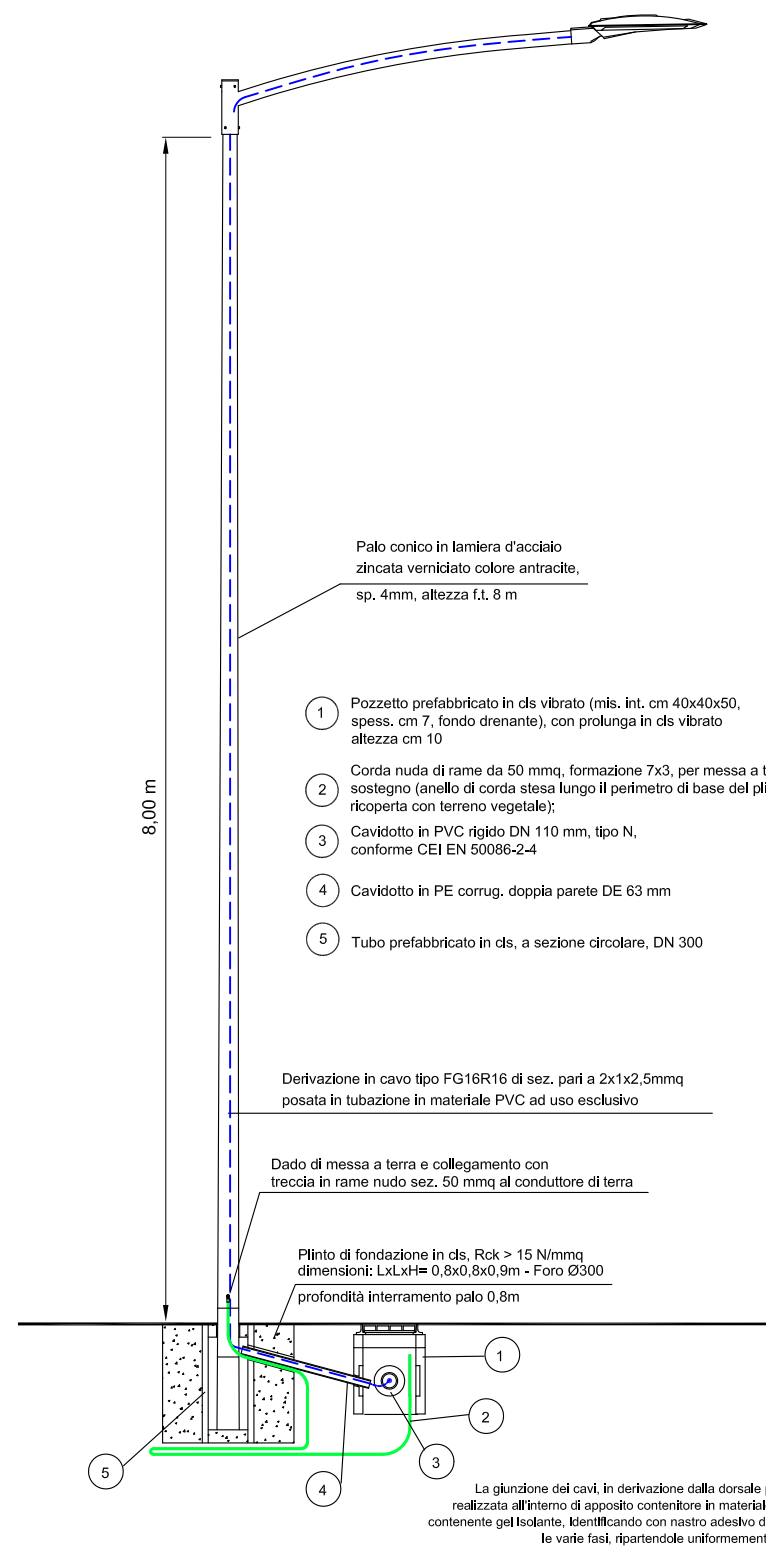 8,00 m
Palo conico in lamiera d'acciaio
zincata verniciato colore antracite,
sp. 4mm, altezza f.t. 8 m
1 Pozzetto prefabbricato in cls vibrato (mis. int. cm 40x40x50,
spess. cm 7, fondo drenante), con prolunga in cls vibrato
altezza cm 10
2 Corda nuda di rame da 50 mmq, formazione 7x3, per messa a t
sostegno (anello di corda stesa lungo il perimetro di base del pli
ricoperta con terreno vegetale);
3 Cavidotto in PVC rigido DN 110 mm, tipo N,
conforme CEI EN 50086-2-4
4 Cavidotto in PE corrug. doppia parete DE 63 mm
5 Tubo prefabbricato in cls, a sezione circolare, DN 300
Derivazione in cavo tipo FG16R16 di sez. pari a 2x1x2,5mmq
posata in tubazione in materiale PVC ad uso esclusivo
Dado di messa a terra e collegamento con
treccia in rame nudo sez. 50 mmq al conduttore di terra
Plinto di fondazione in cls, Rck > 15 N/mmq
dimensioni: LxLxH= 0,8x0,8x0,9m - Foro Ø300
profondità interramento palo 0,8m
1
2
3
4
5
La giunzione dei cavi, in derivazione dalla dorsale
realizzata all'interno di apposito contenitore in material
contenente gel isolante, identificando con nastro adesivo d
le varie fasi, ripartendole uniformement